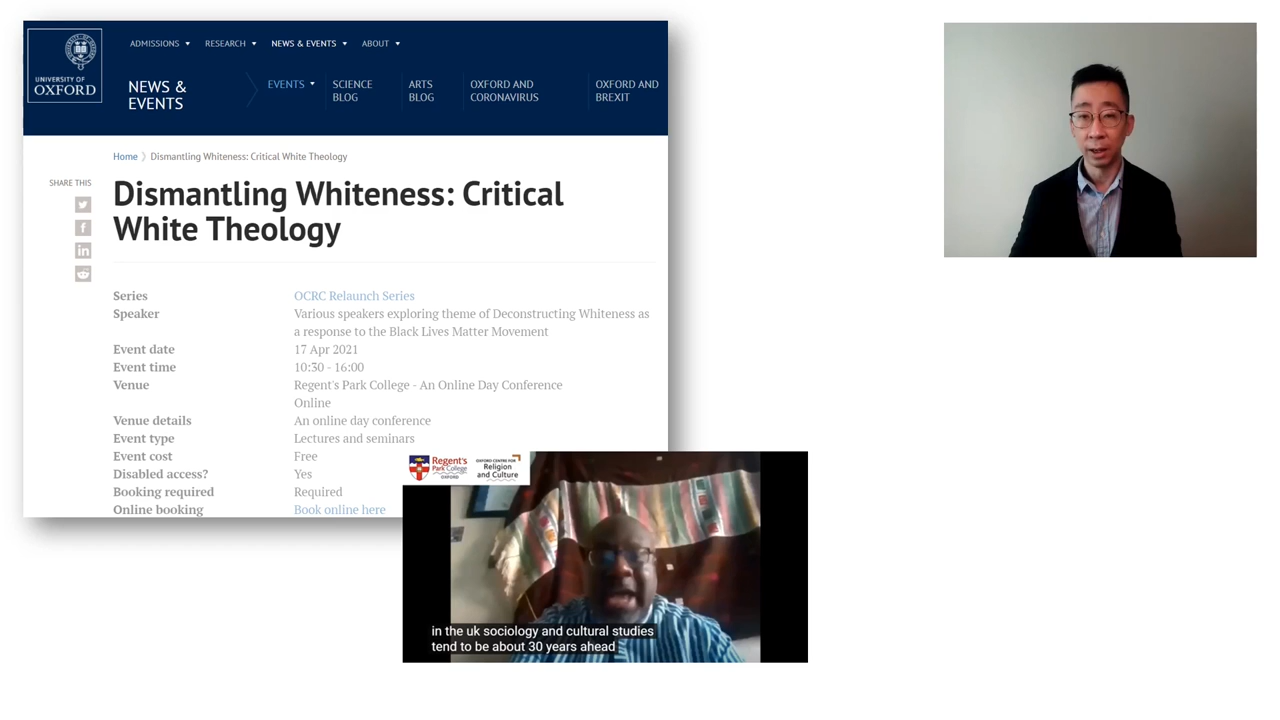 ADMISSIONS RESEARCH NEWS & EVENTS ABOUT
UNIVERSITY OF
OXFORD
NEWS &
EVENTS
EVENTS
SCIENCE
BLOG
ARTS
BLOG
OXFORD AND
CORONAVIRUS
OXFORD AND
BREXIT
Home 〉 Dismantling Whiteness: Critical White Theology
SHARE THIS
Dismantling Whiteness: Critical
White Theology
Series OCRC Relaunch Series
Speaker Various speakers exploring theme of Deconstructing Whiteness as
a response to the Black Lives Matter Movement
Event date 17 Apr 2021
Event time 10:30 - 16:00
Venue Regent's Park College - An Online Day Conference
Online
Venue details An online day conference
Event type Lectures and seminars
Event cost Free
Disabled access? Yes
Booking required Required
Online booking Book online here
Regent's
Park College
OXFORD
OXFORD CENTRE FOR
Religion
and Culture
in the uk sociology and cultural studies
tend to be about 30 years ahead